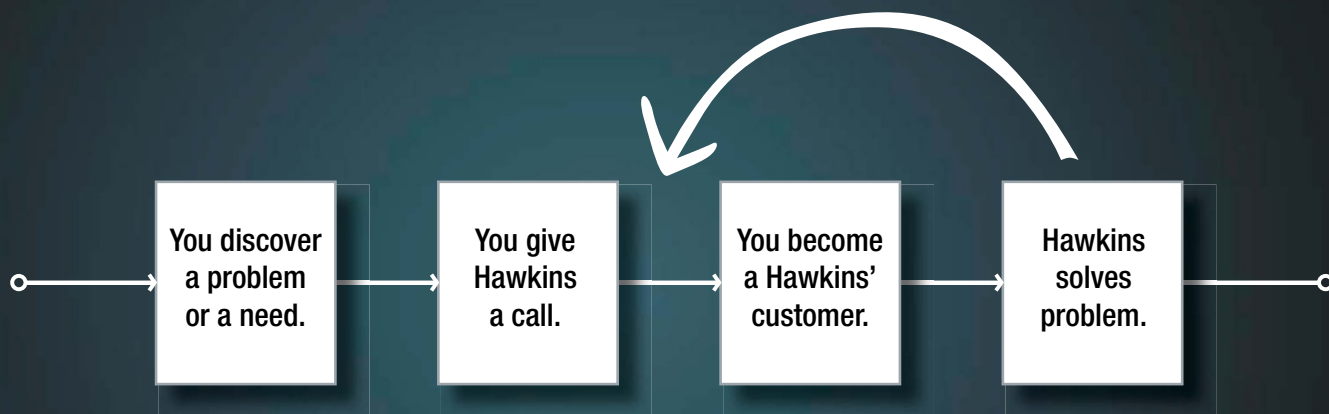 You discover
a problem
or a need.
You give
Hawkins
a call.
You become
a Hawkins’
customer.
Hawkins
solves
problem.